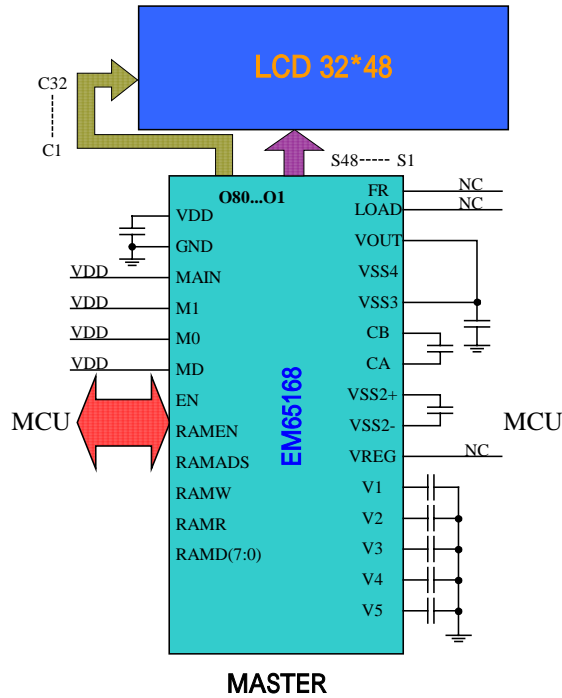 LCD 32*48
C32
C1
S48----- S1
O80...O1
VDD
GND
VDD MAIN
VDD M1
VDD M0
VDD MD
EN
RAMEN
RAMADS
RAMW
RAMR
RAMD(7:0)
MCU
EM65168
FR NC
LOAD NC
VOUT
VSS4
VSS3
CB
CA
VSS2+
VSS2-
VREG NC
V1
V2
V3
V4
V5
MCU
MASTER